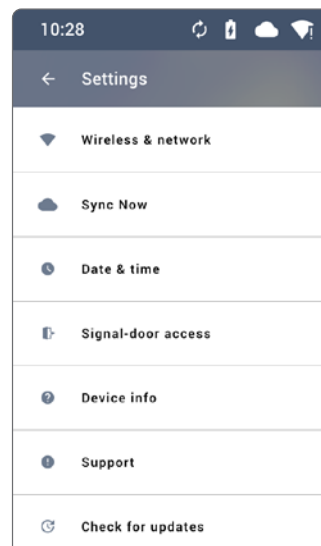 10:28
Settings
Wireless & network
Sync Now
Date & time
Signal-door access
Device info
Support
Check for updates